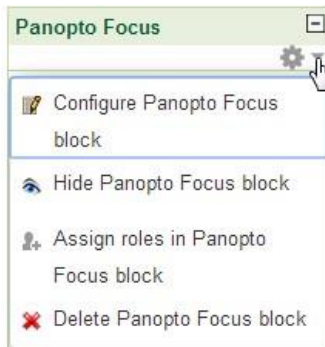 Panopto Focus
Configure Panopto Focus
block
Hide Panopto Focus block
Assign roles in Panopto
Focus block
Delete Panopto Focus block